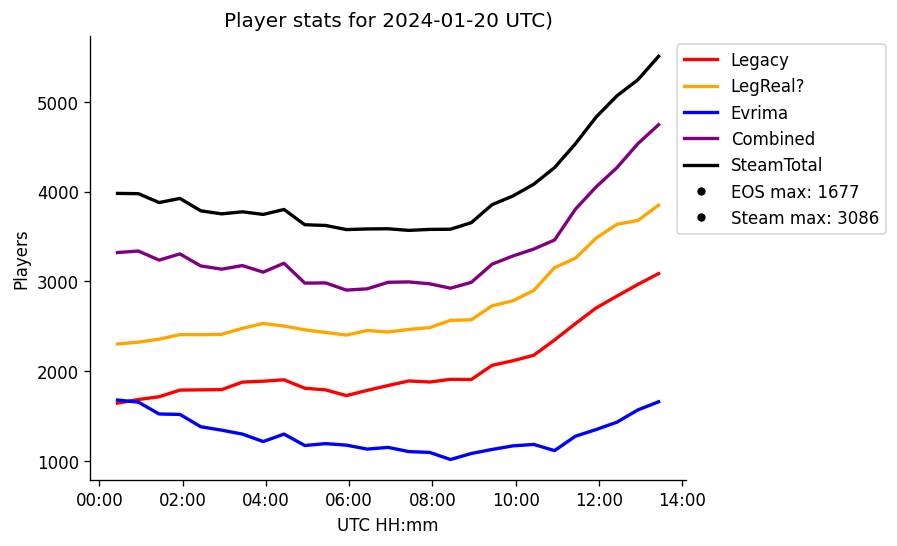 Player stats for 2024-01-20 UTC)
Legacy
LegReal?
Evrima
Combined
SteamTotal
EOS max: 1677
Steam max: 3086
Players
5000
4000
3000
2000
1000
00:00 02:00 04:00 06:00 08:00 10:00 12:00 14:00
UTC HH:mm